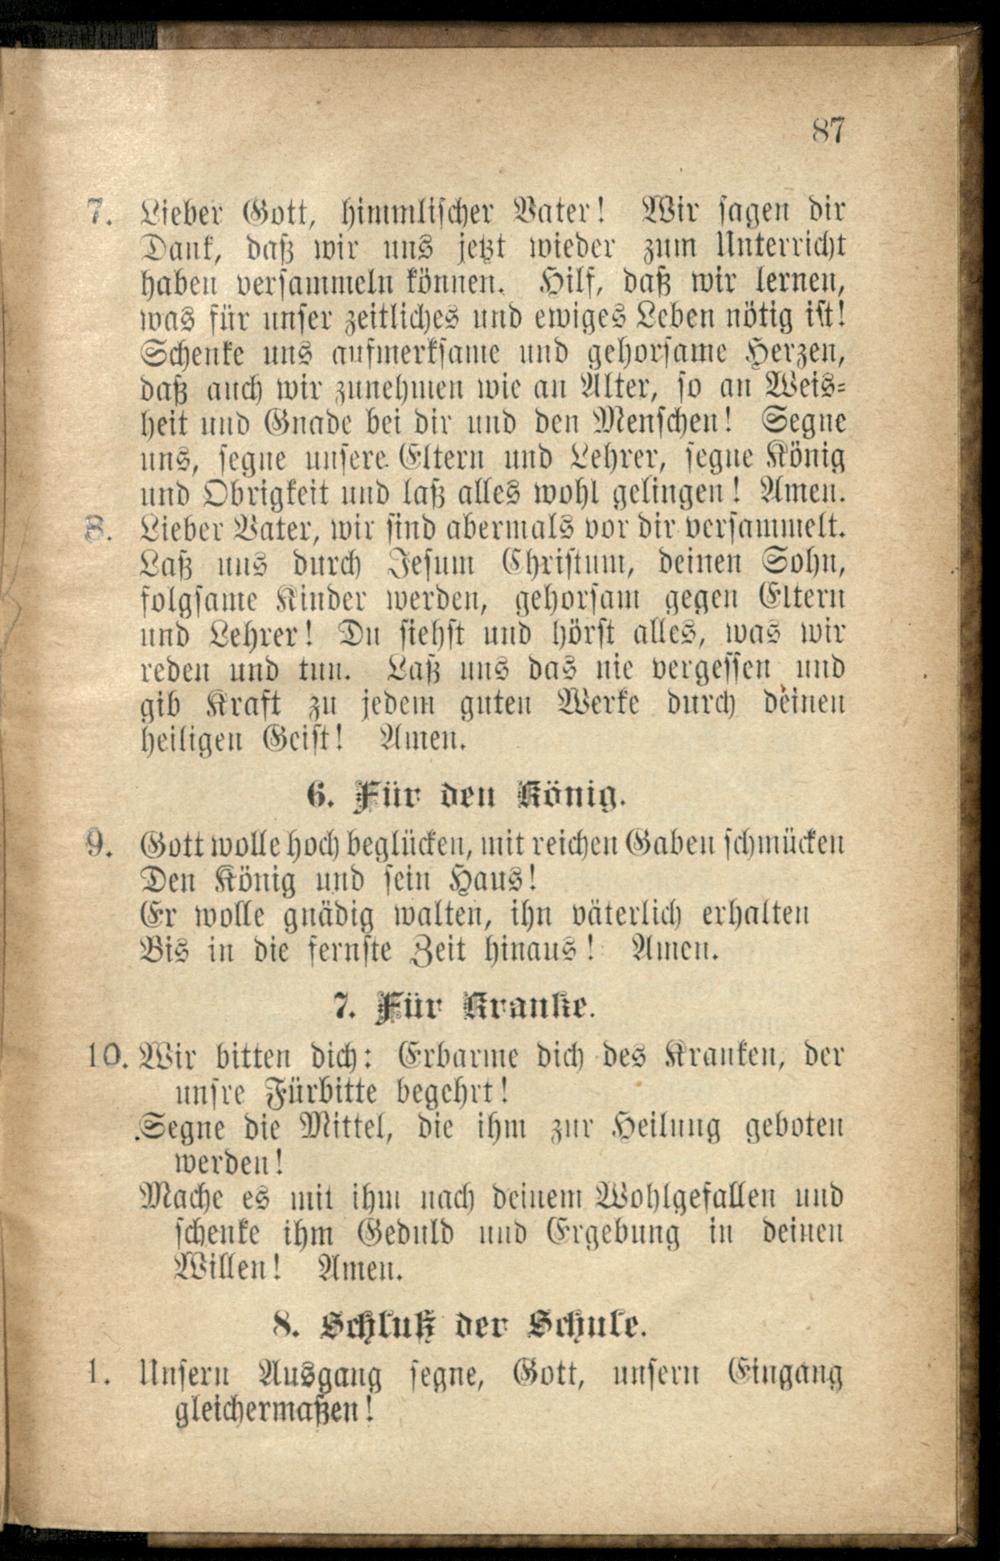 87
7. Lieber Gott, himmlischer Vater! Wir sagen dir
Dank, daß wir uns jetzt wieder zum Unterricht
haben versammeln können. Hilf, daß wir lernen,
was für unser zeitliches und ewiges Leben nötig ist!
Schenke uns aufmerksame und gehorsame Herzen,
daß auch wir zunehmen wie an Alter, so an Weis-
heit und Gnade bei dir und den Menschen! Segne
uns, segne unsere Eltern und Lehrer, segne König
und Obrigkeit und laß alles wohl gelingen! Amen.
8. Lieber Vater, wir sind abermals vor dir versammelt.
Laß uns durch Jesum Christum, deinen Sohn,
folgsame Kinder werden, gehorsam gegen Eltern
und Lehrer! Du siehst und hörst alles, was wir
reden und tun. Laß uns das nie vergessen und
gib Kraft zu jedem guten Werke durch deinen
heiligen Geist! Amen.
6. Für den König.
9. Gott wolle hoch beglücken, mit reichen Gaben schmücken
Den König und sein Haus!
Er wolle gnädig walten, ihn väterlich erhalten
Bis in die fernste Zeit hinaus! Amen.
7. Für Kranke.
10. Wir bitten dich: Erbarme dich des Kranken, der
unsre Fürbitte begehrt!
Segne die Mittel, die ihm zur Heilung geboten
werden!
Mache es mit ihm nach deinem Wohlgefallen und
schenke ihm Geduld und Ergebung in deinen
Willen! Amen.
8. Schluß der Schule.
1. Unsern Ausgang segne, Gott, unsern Eingang
gleichermaßen!